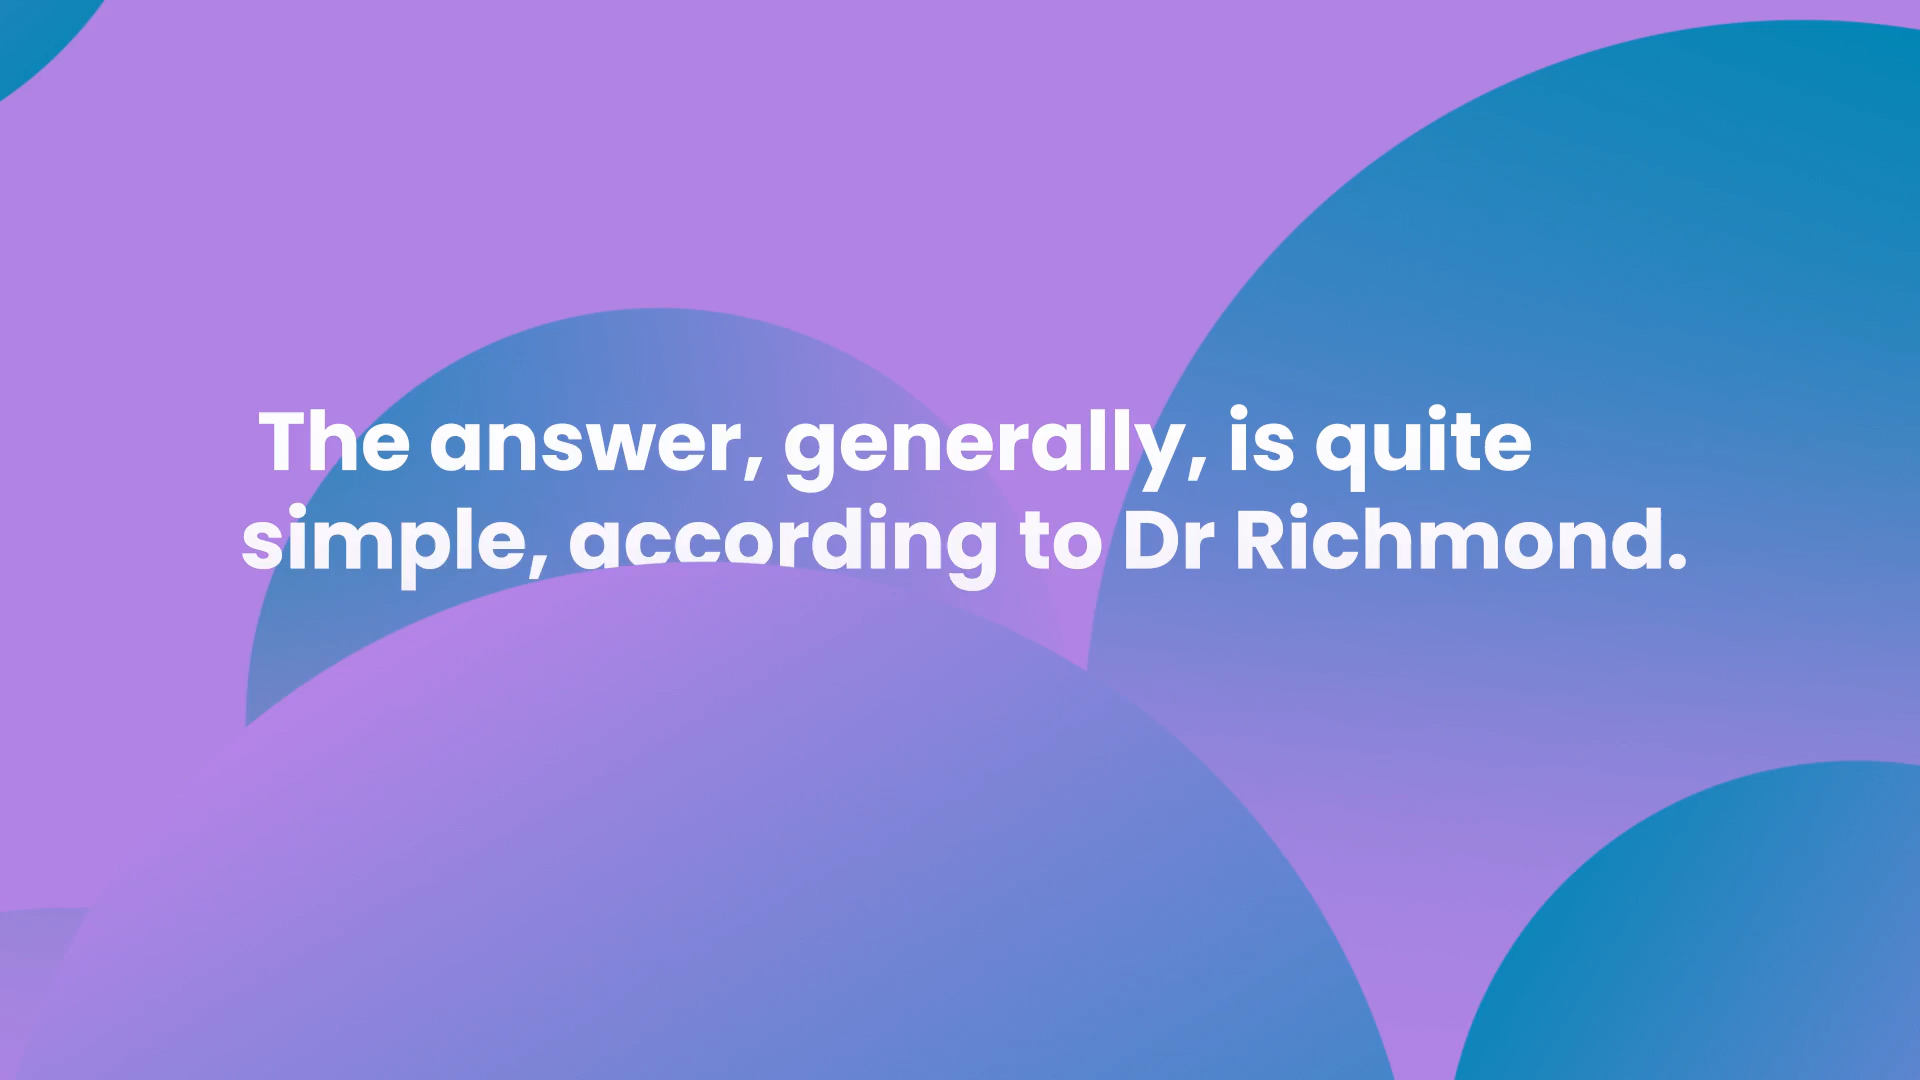 The answer, generally, is quite
simple, according to Dr Richmond.